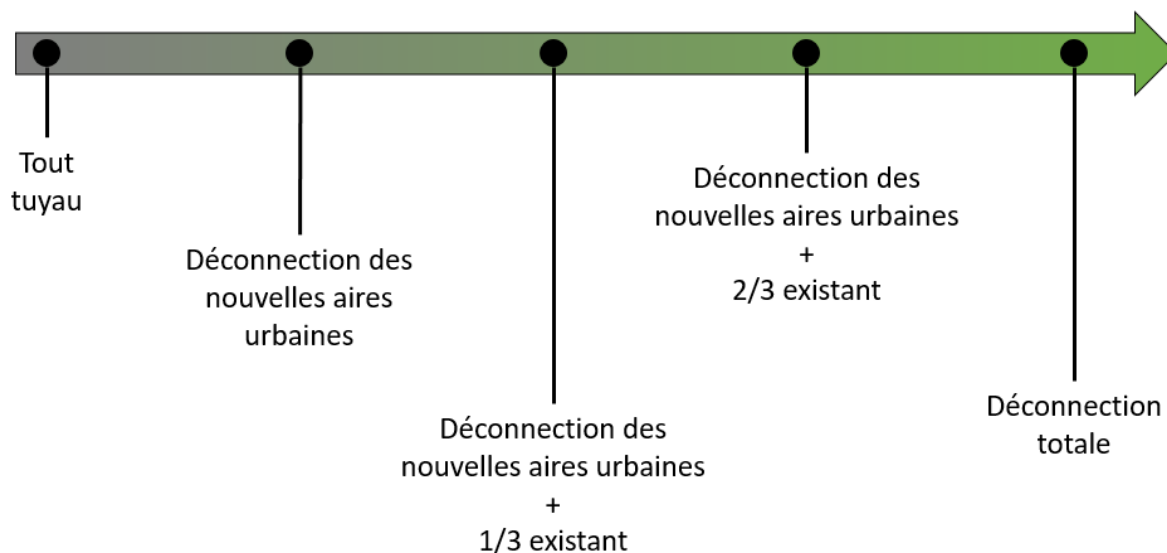 Tout
tuyau
Déconnection des
nouvelles aires
urbaines
Déconnection des
nouvelles aires urbaines
+
1/3 existant
Déconnection des
nouvelles aires urbaines
+
2/3 existant
Déconnection
totale